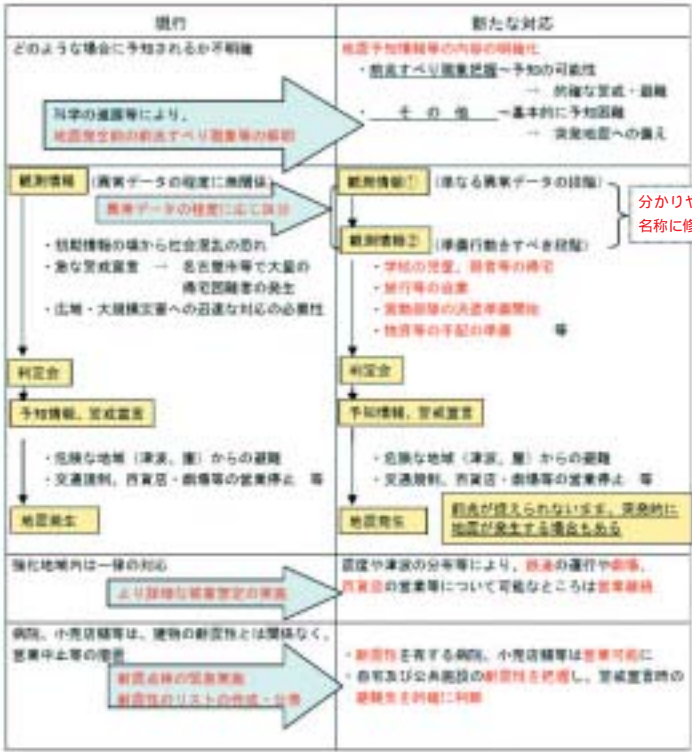 現行
新たな対応
どのような場合に予知されるか不明確
地震予知情報等の内容の明確化
・前兆すべり現象把握～予知の可能性
→ 的確な警戒・避難
・ その他 ～基本的に予知困難
→ 突発地震への備え
科学の進展等により、
地震発生前の前兆すべり現象等の解明
観測情報 (異常データの程度に無関係)
観測情報① (単なる異常データの段階)
異常データの程度に応じ区分
分かりや
名称に修
観測情報② (準備行動をすべき段階)
・初期情報の場から社会混乱の恐れ
・急な警戒宣言 → 名古屋市等で大量の
帰宅困難者の発生
・広域・大規模災害への迅速な対応の必要性
・学校の児童、患者等の帰宅
・旅行等の自粛
・実動部隊の派遣準備開始
・物資等の手配の準備 等
判定会
判定会
予知情報、警戒宣言
予知情報、警戒宣言
・危険な地域(津波、崖)からの避難
・交通規制、百貨店・劇場等の営業停止 等
・危険な地域(津波、崖)からの避難
・交通規制、百貨店・劇場等の営業停止 等
地震発生
地震発生
前兆が捉えられないまま、突発的に
地震が発生する場合もある
強化地域内は一律の対応
より詳細な被害想定の実施
震度や津波の分布等により、鉄道の運行や劇場、
百貨店の営業等について可能なところは営業継続
病院、小売店舗等は、建物の耐震性とは関係なく、
営業中止等の措置
耐震点検の緊急実施
耐震性のリストの作成・公表
・耐震性を有する病院、小売店舗等は営業可能に
・自宅及び公共施設の耐震性を把握し、警戒宣言時の
避難先を的確に判断